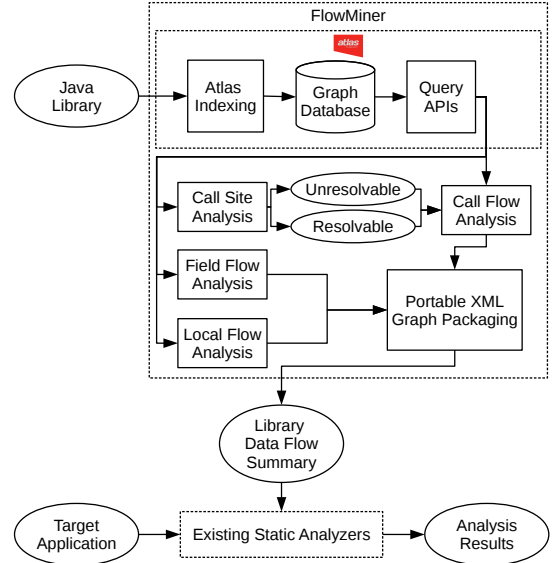 FlowMiner
atlas
Java
Library
Atlas
Indexing
Graph
Database
Query
APIs
Call Site
Analysis
Unresolvable
Resolvable
Call Flow
Analysis
Field Flow
Analysis
Local Flow
Analysis
Portable XML
Graph Packaging
Library
Data Flow
Summary
Target
Application
Existing Static Analyzers
Analysis
Results